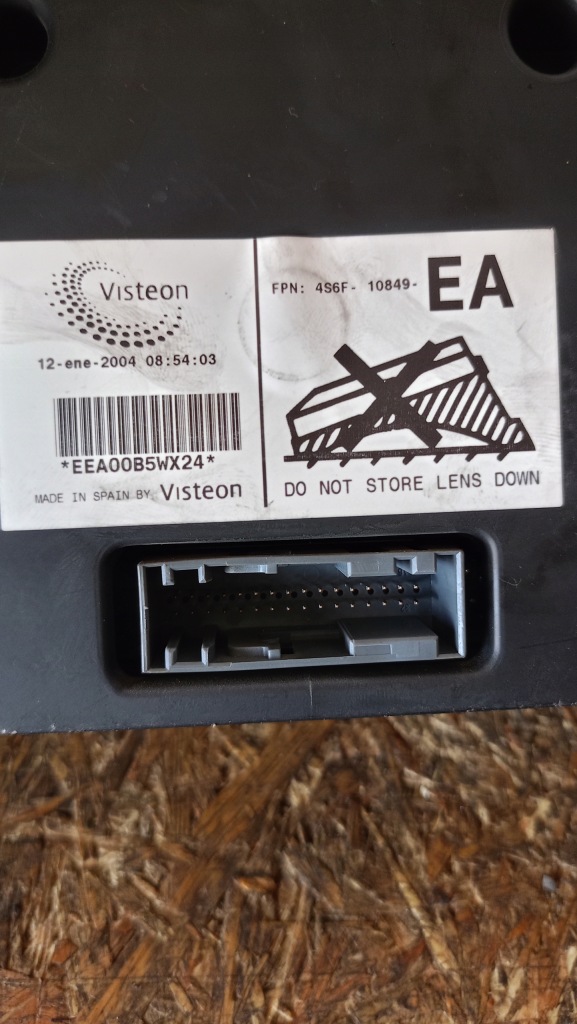 Visteon
12-ene-2004 08:54:03
*EEA00B5WX24*
MADE IN SPAIN BY Visteon
FPN: 4S6F- 10849-EA
DO NOT STORE LENS DOWN